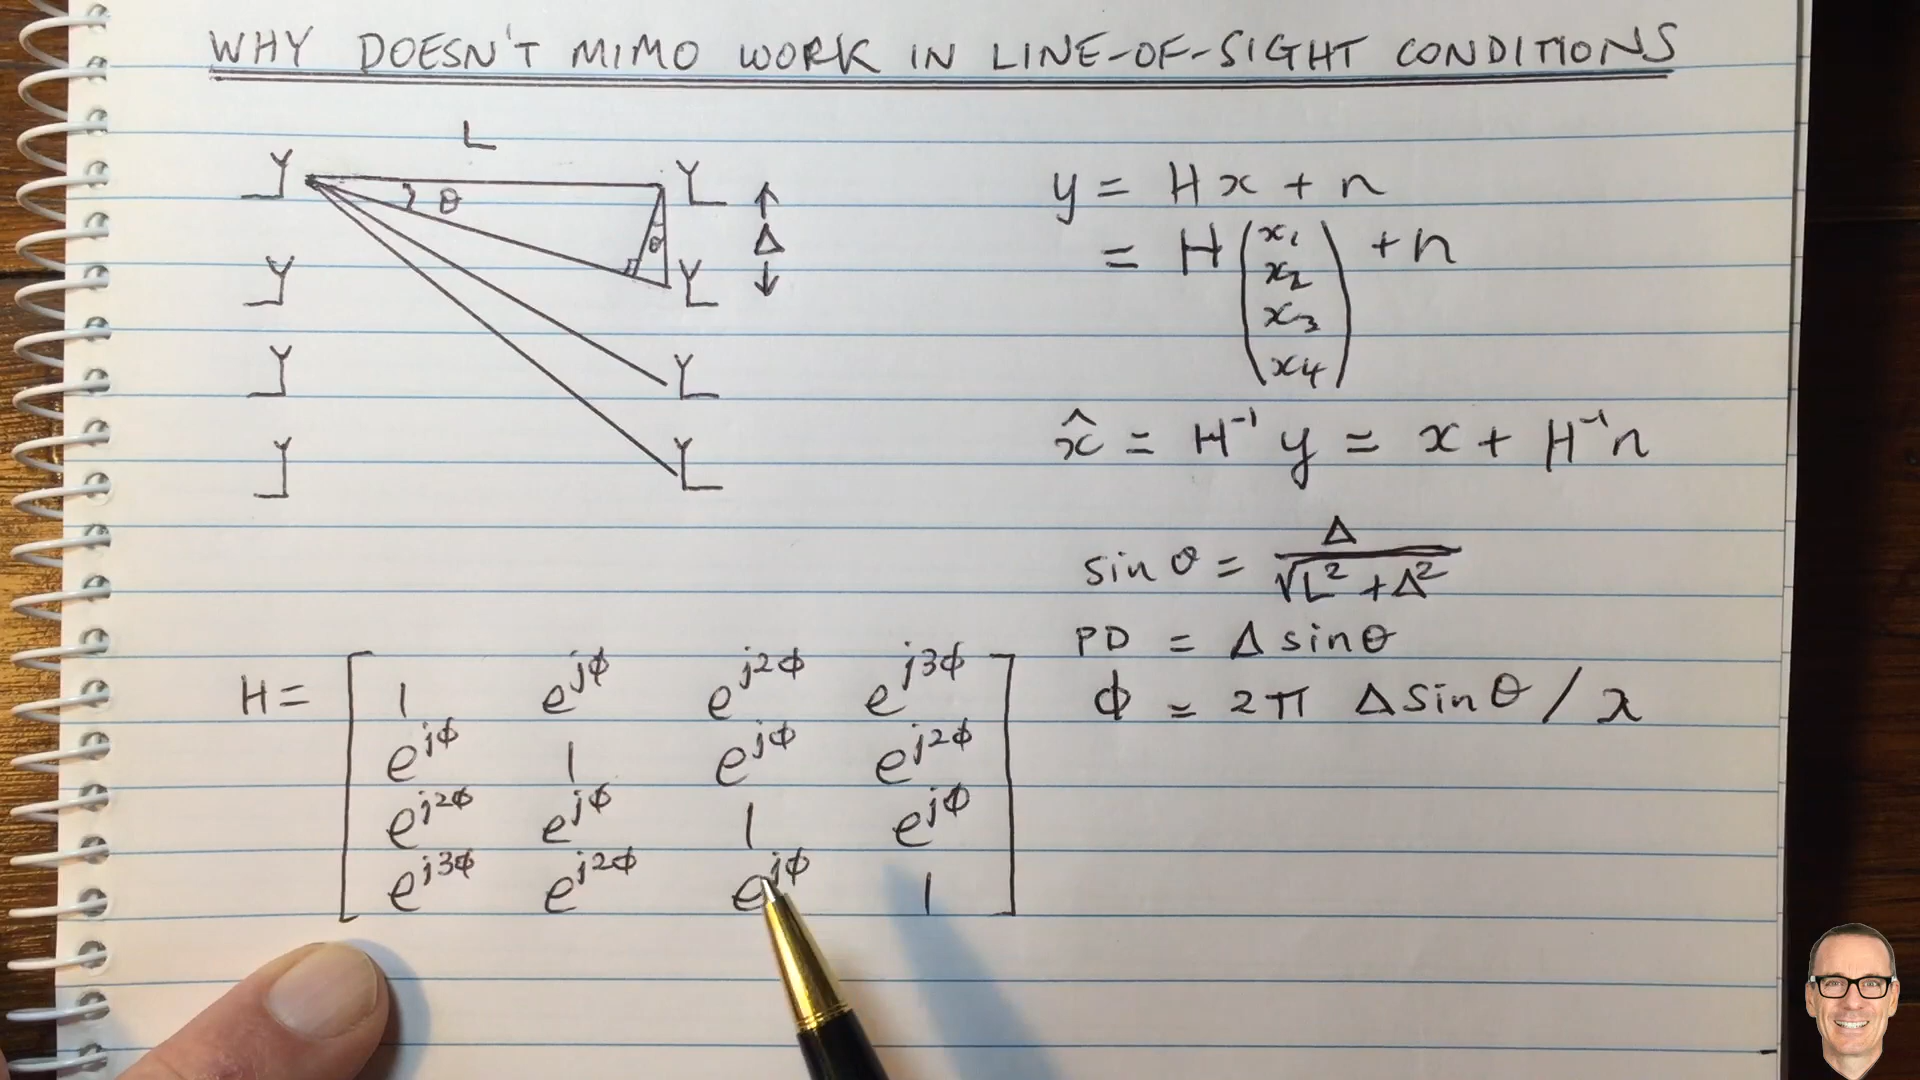 WHY DOESN'T MIMO WORK IN LINE-OF-SIGHT CONDITIONS
L
θ
θ
Δ
y = Hx + n
= H (x1 x2 x3 x4) + n
x̂ = H⁻¹ y = x + H⁻¹n
sin θ = Δ / √L² + Δ²
PD = Δ sin θ
ϕ = 2π Δ sin θ / λ
H = [ 1 e^jϕ e^j2ϕ e^j3ϕ
e^jϕ 1 e^jϕ e^j2ϕ
e^j2ϕ e^jϕ 1 e^jϕ
e^j3ϕ e^j2ϕ e^jϕ 1 ]